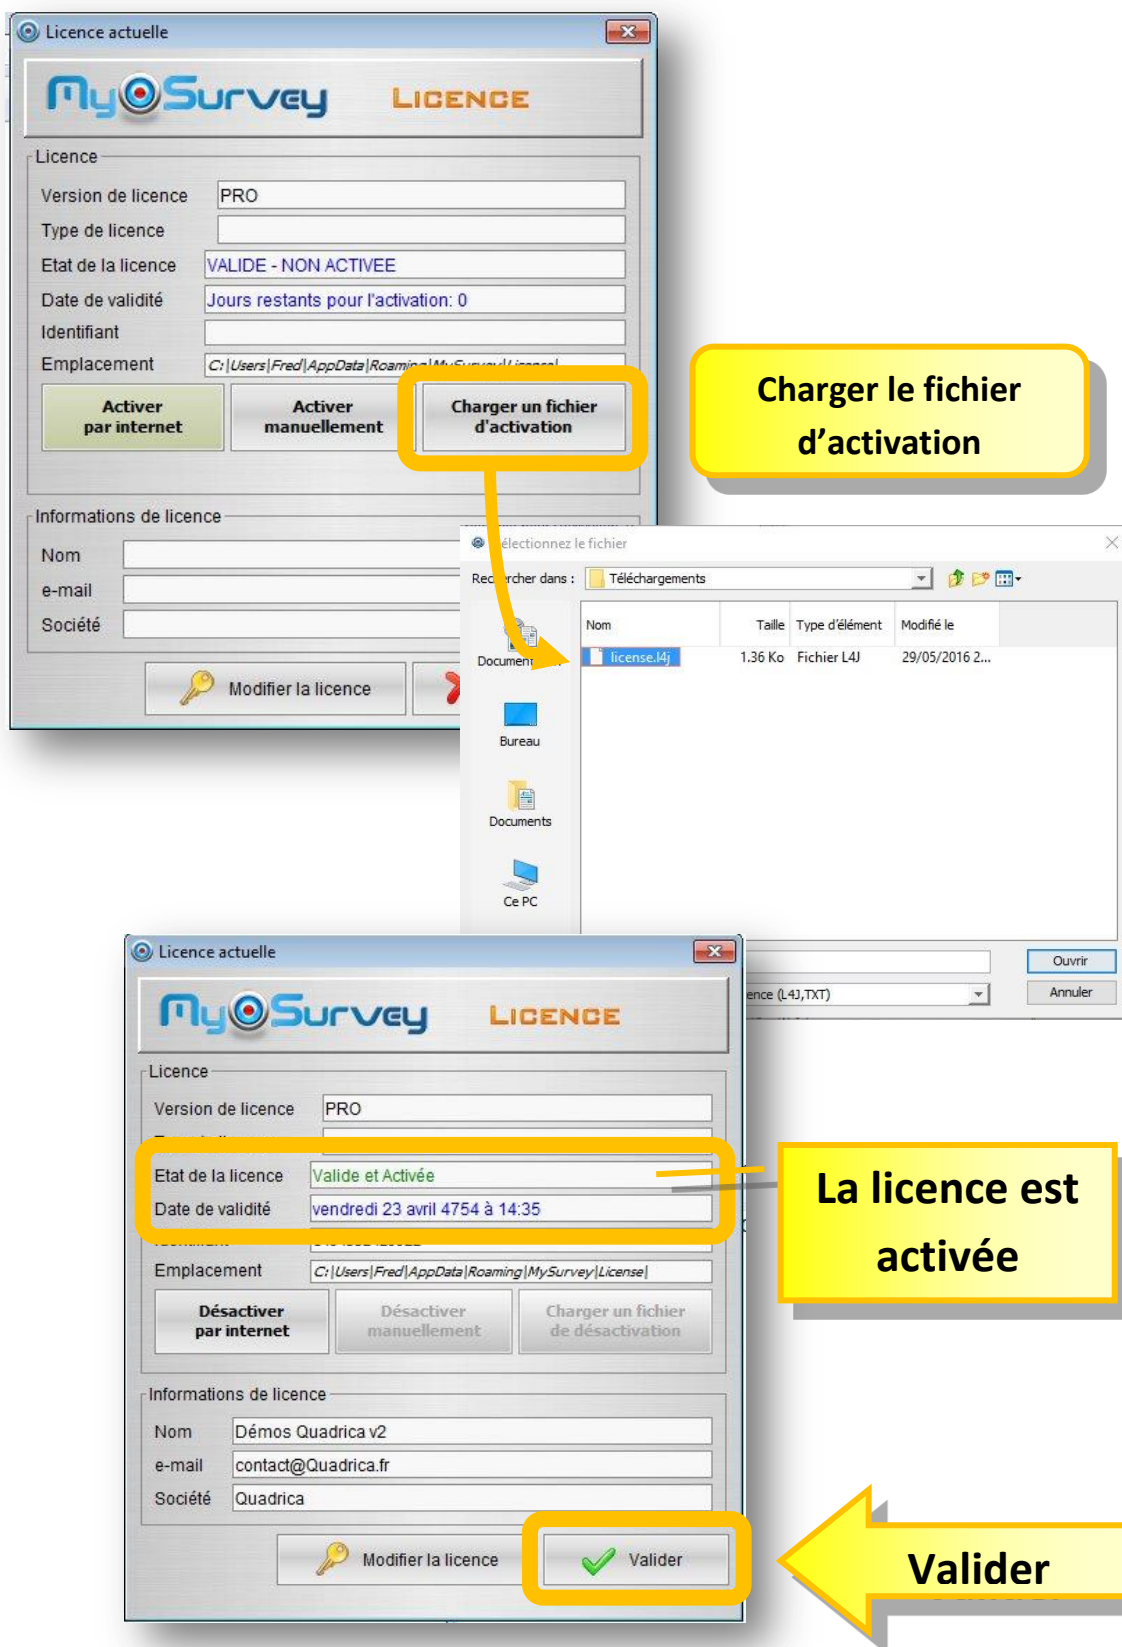 Licence actuelle
MySurvey LICENCE
Licence
Version de licence PRO
Type de licence
Etat de la licence VALIDE - NON ACTIVEE
Date de validité Jours restants pour l'activation: 0
Identifiant
Emplacement C:|Users|Fred|AppData|Roaming|MySurvey|License|
Activer
par internet
Activer
manuellement
Charger un fichier
d'activation
Charger le fichier
d’activation
Informations de licence
Nom
e-mail
Société
Modifier la licence
Sélectionnez le fichier
Rechercher dans : Téléchargements
Nom Taille Type d'élément Modifié le
license.l4j 1.36 Ko Fichier L4J 29/05/2016 2...
Bureau
Documents
Ce PC
Ouvrir
ence (L4J,TXT) Annuler
Licence actuelle
MySurvey LICENCE
Licence
Version de licence PRO
Etat de la licence Valide et Activée
Date de validité vendredi 23 avril 4754 à 14:35
Emplacement C:|Users|Fred|AppData|Roaming|MySurvey|License|
Désactiver
par internet
Désactiver
manuellement
Charger un fichier
de désactivation
La licence est
activée
Informations de licence
Nom Démos Quadrica v2
e-mail contact@Quadrica.fr
Société Quadrica
Modifier la licence Valider
Valider